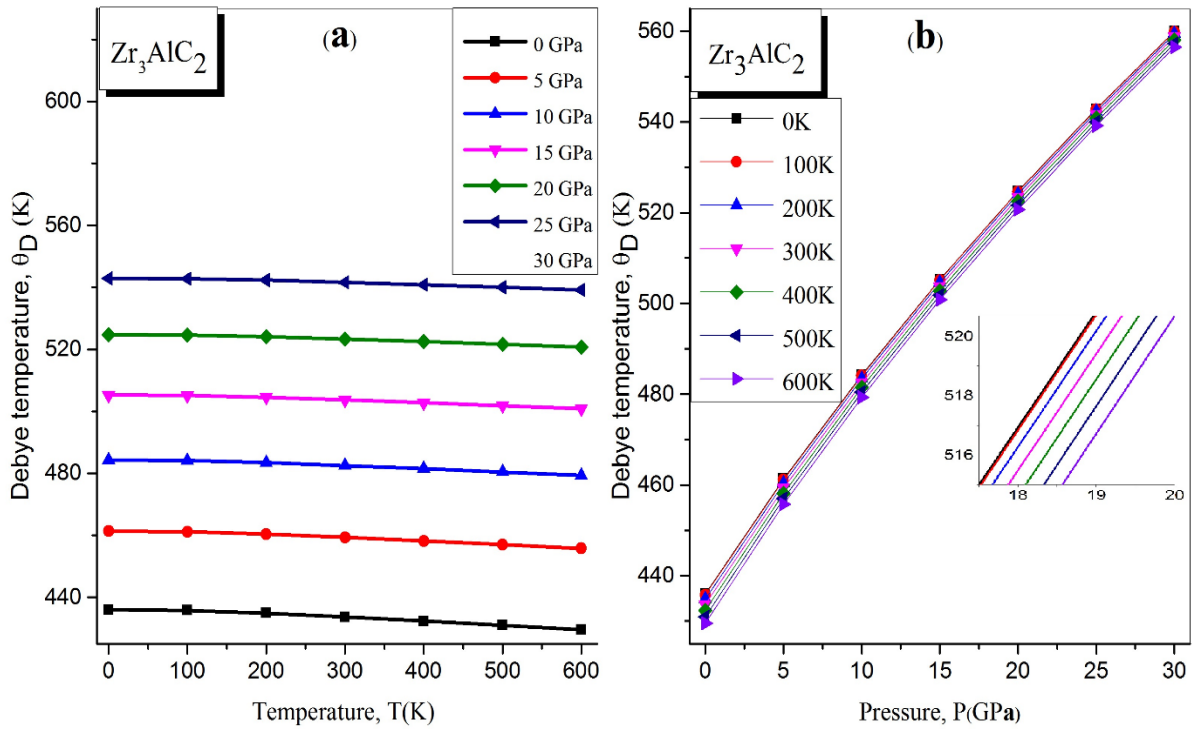 (a)
Zr₃AlC₂
0 GPa
5 GPa
10 GPa
15 GPa
20 GPa
25 GPa
30 GPa
600
560
520
480
440
Debye temperature, θD (K)
0 100 200 300 400 500 600
Temperature, T(K)
(b)
Zr₃AlC₂
0K
100K
200K
300K
400K
500K
600K
560
540
520
500
480
460
440
Debye temperature, θD (K)
520
518
516
18 19 20
0 5 10 15 20 25 30
Pressure, P(GPa)